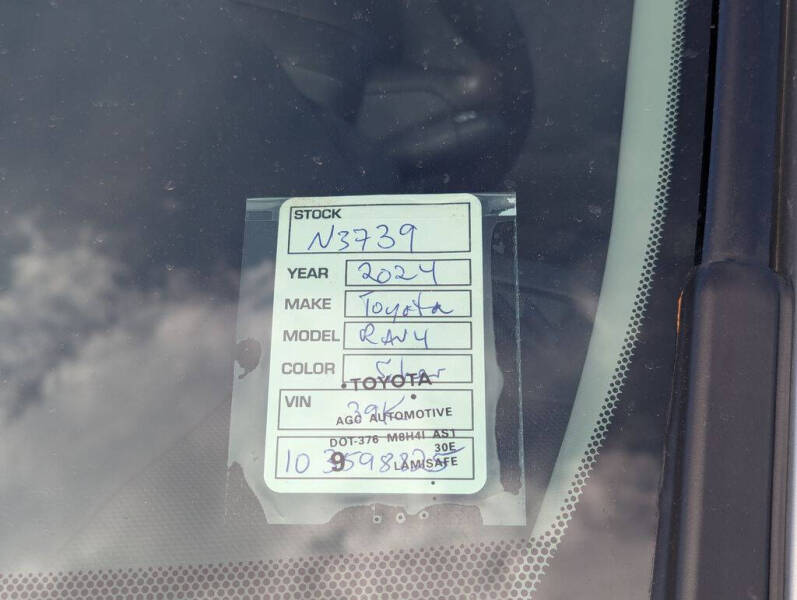 STOCK
N3739
YEAR 2024
MAKE Toyota
MODEL RAV4
COLOR Silver
TOYOTA
VIN 39K
AGC AUTOMOTIVE
DOT-376 M8H4I AS1
30E
10 3598825
9 LAMISAFE